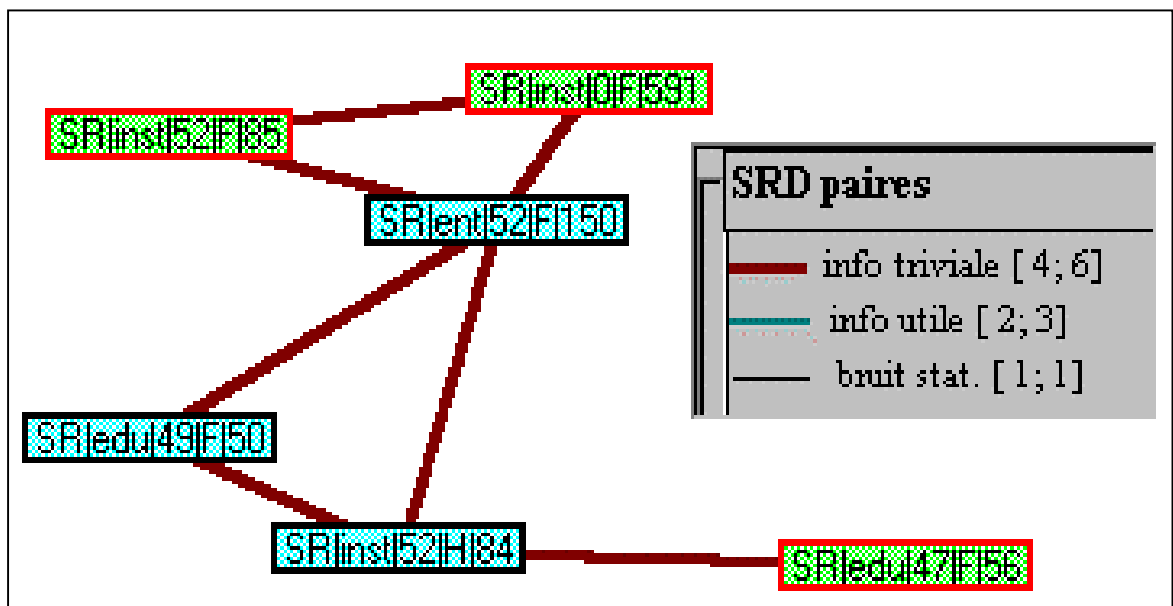 SR|inst|0|F|591
SR|inst|52|F|85
SR|ent|52|F|150
SRD paires
info triviale [ 4; 6]
info utile [ 2; 3]
bruit stat. [ 1; 1]
SR|edu|49|F|50
SR|inst|52|H|84
SR|edu|47|F|56